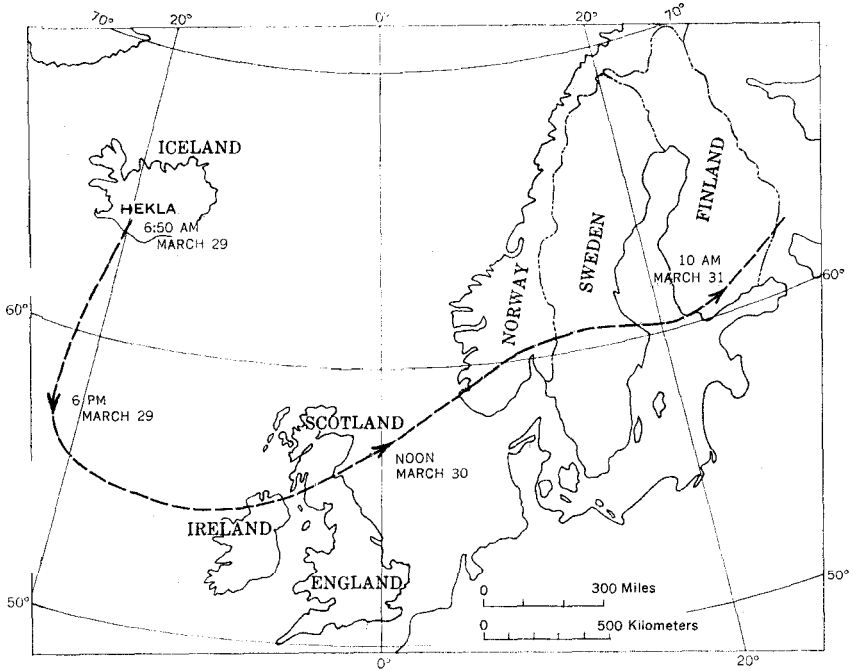 70°
20°
0°
20°
70°
ICELAND
HEKLA
6:50 AM
MARCH 29
FINLAND
SWEDEN
NORWAY
10 AM
MARCH 31
60°
60°
6 PM
MARCH 29
SCOTLAND
NOON
MARCH 30
IRELAND
ENGLAND
50°
50°
0 300 Miles
0 500 Kilometers
0°
20°